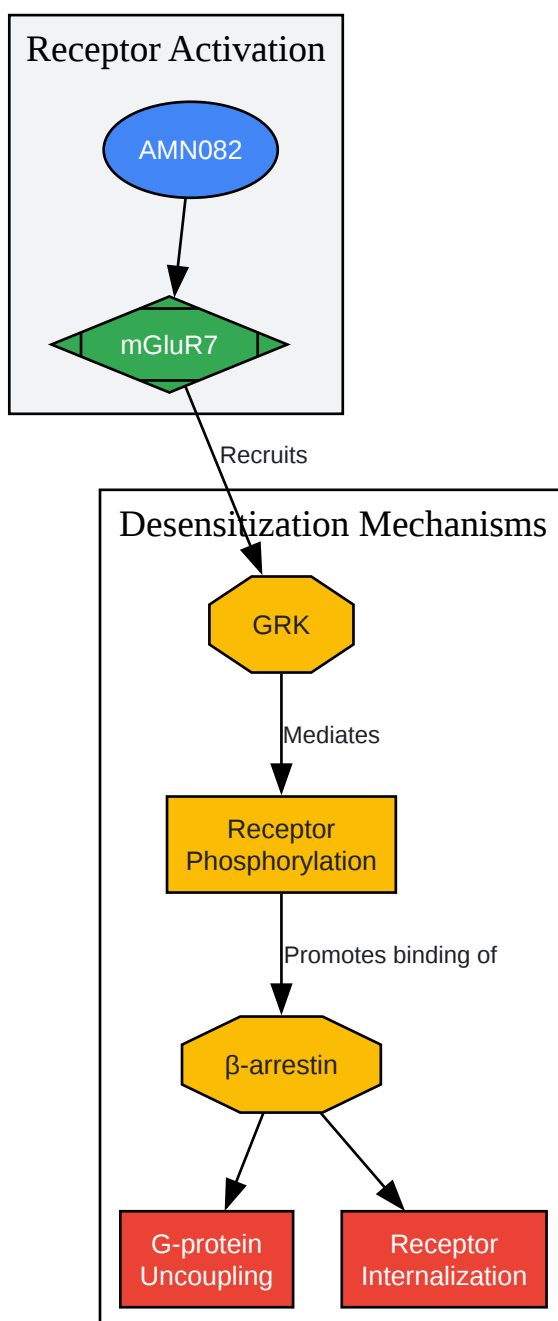 Receptor Activation
AMN082
mGluR7
Recruits
Desensitization Mechanisms
GRK
Mediates
Receptor
Phosphorylation
Promotes binding of
β-arrestin
G-protein
Uncoupling
Receptor
Internalization